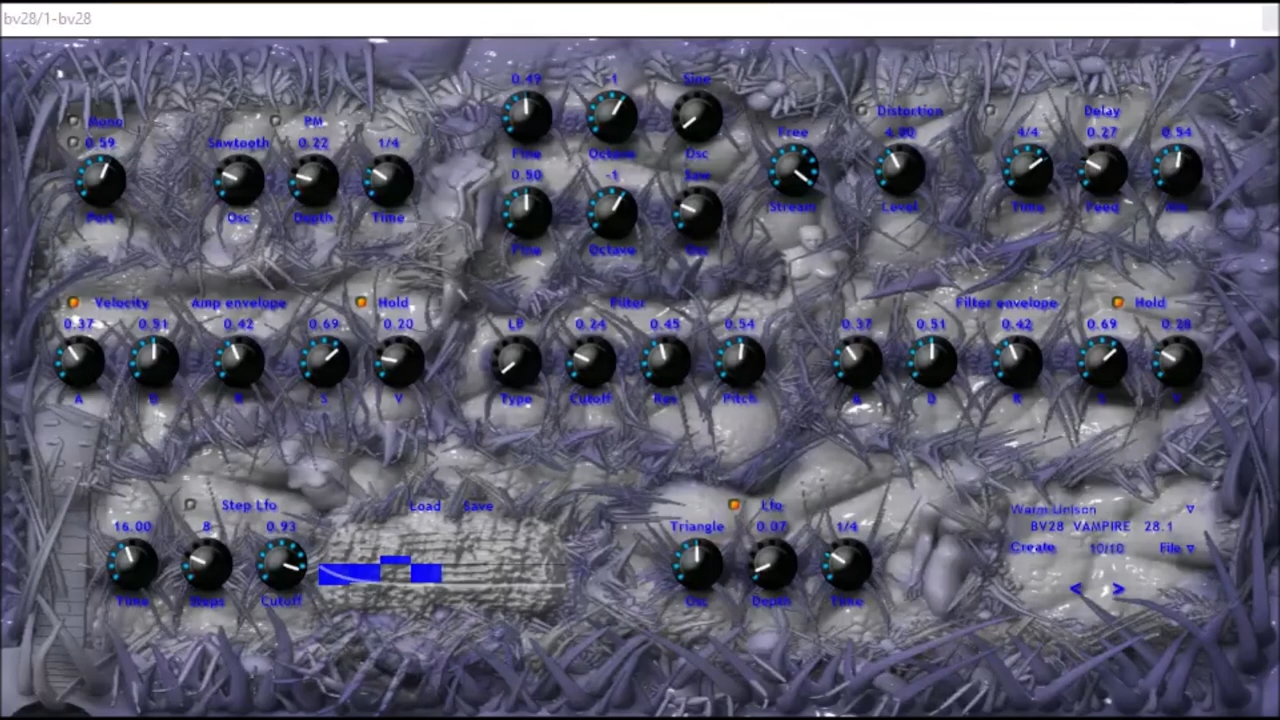 bv28/1-bv28
0.49 -1 Sine
Mono PM Distortion Delay
0.59 Sawtooth 0.22 1/4 Free 4.00 4/4 0.27 0.54
Fine Octave Osc
0.50 -1 Saw
Port Osc Depth Time Stream Level Time Feed
Fine Octave Osc
Velocity Amp envelope Hold Filter Filter envelope Hold
0.37 0.51 0.42 0.69 0.20 LP 0.24 0.45 0.54 0.37 0.51 0.42 0.69 0.28
A D R S V Type Cutoff Res Pitch A D R S V
Step Lfo Load Save Lfo Warm Unison
16.00 8 0.93 Triangle 0.07 1/4 BV28 VAMPIRE 28.1
Create 10/10 File
< >
Time Steps Cutoff Osc Depth Time